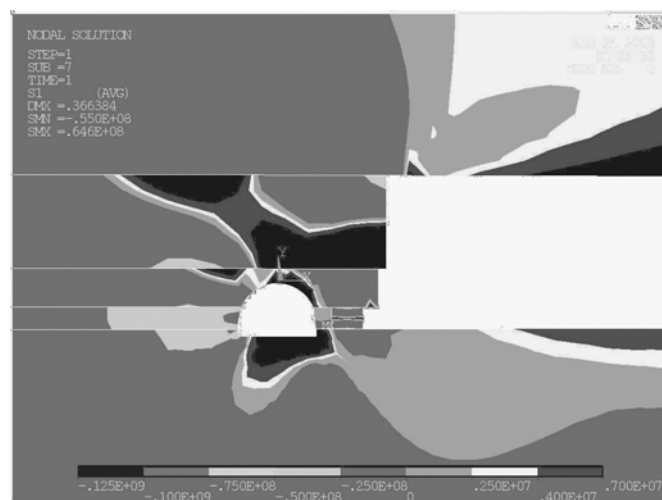 NODAL SOLUTION
STEP=1
SUB =7
TIME=1
S1 (AVG)
DMX =.366384
SMN =-.550E+08
SMX =.646E+08
Y
X
-.125E+09 -.750E+08 -.250E+08 .250E+07 .700E+07
-.100E+09 -.500E+08 0 400E+07